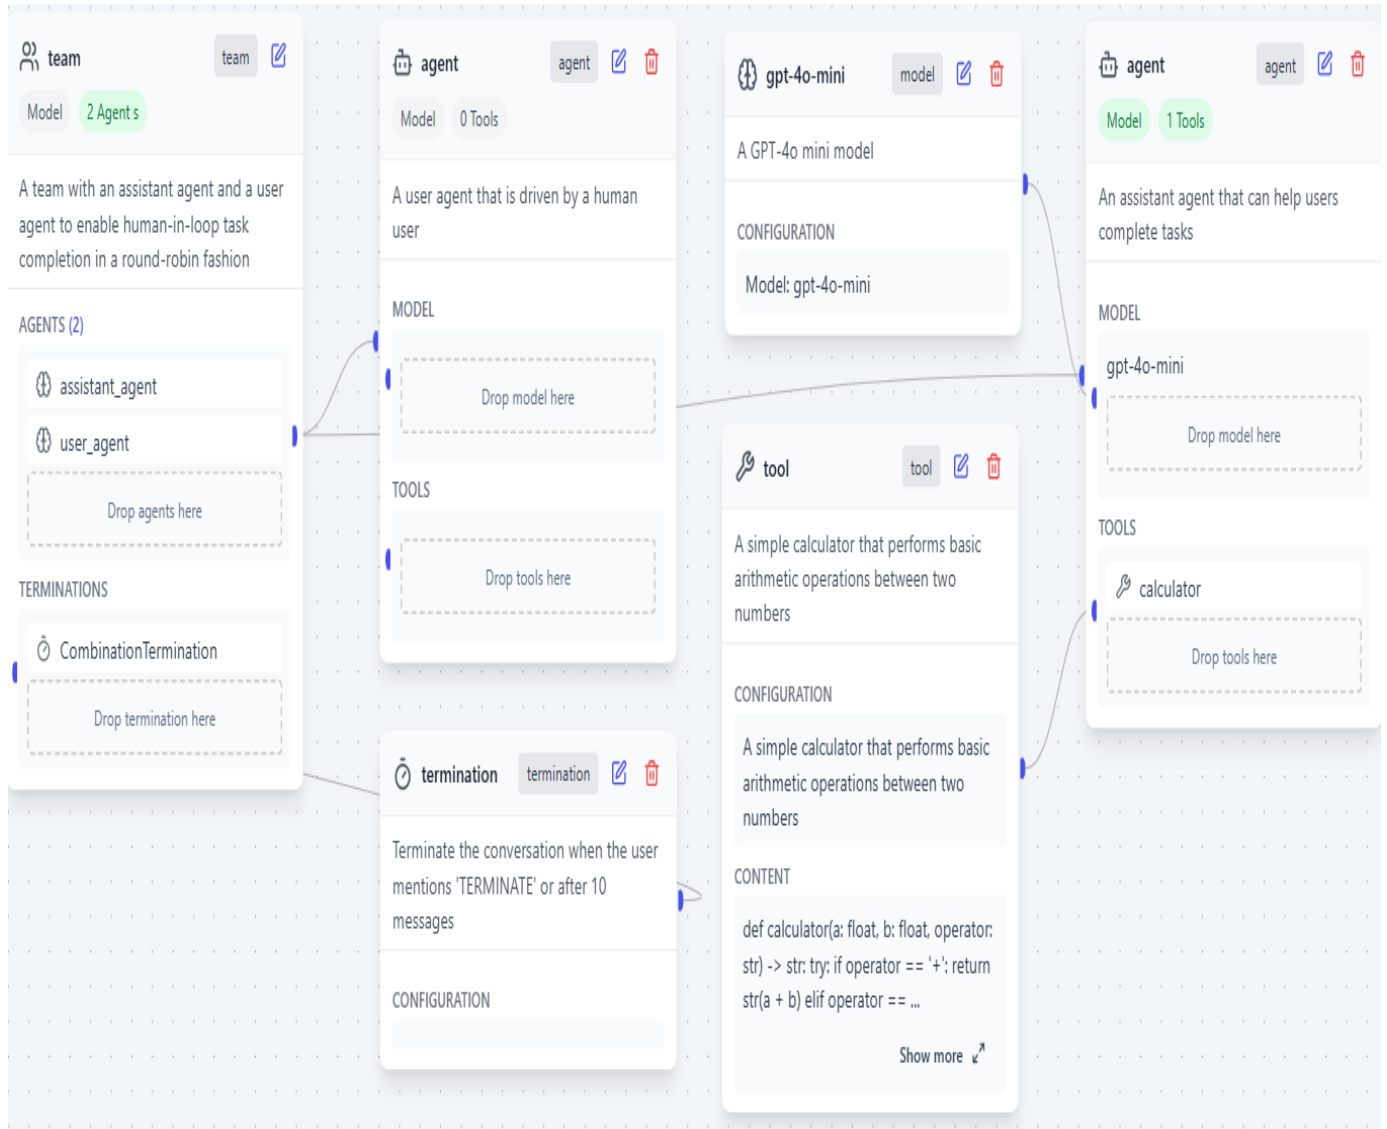 team
team
Model
2 Agent s
A team with an assistant agent and a user
agent to enable human-in-loop task
completion in a round-robin fashion
AGENTS (2)
assistant_agent
user_agent
Drop agents here
TERMINATIONS
CombinationTermination
Drop termination here
agent
agent
Model
0 Tools
A user agent that is driven by a human
user
MODEL
Drop model here
TOOLS
Drop tools here
termination
termination
Terminate the conversation when the user
mentions 'TERMINATE' or after 10
messages
CONFIGURATION
gpt-4o-mini
model
A GPT-4o mini model
CONFIGURATION
Model: gpt-4o-mini
tool
tool
A simple calculator that performs basic
arithmetic operations between two
numbers
CONFIGURATION
A simple calculator that performs basic
arithmetic operations between two
numbers
CONTENT
def calculator(a: float, b: float, operator:
str) -> str: try: if operator == '+': return
str(a + b) elif operator == ...
Show more
agent
agent
Model
1 Tools
An assistant agent that can help users
complete tasks
MODEL
gpt-4o-mini
Drop model here
TOOLS
calculator
Drop tools here